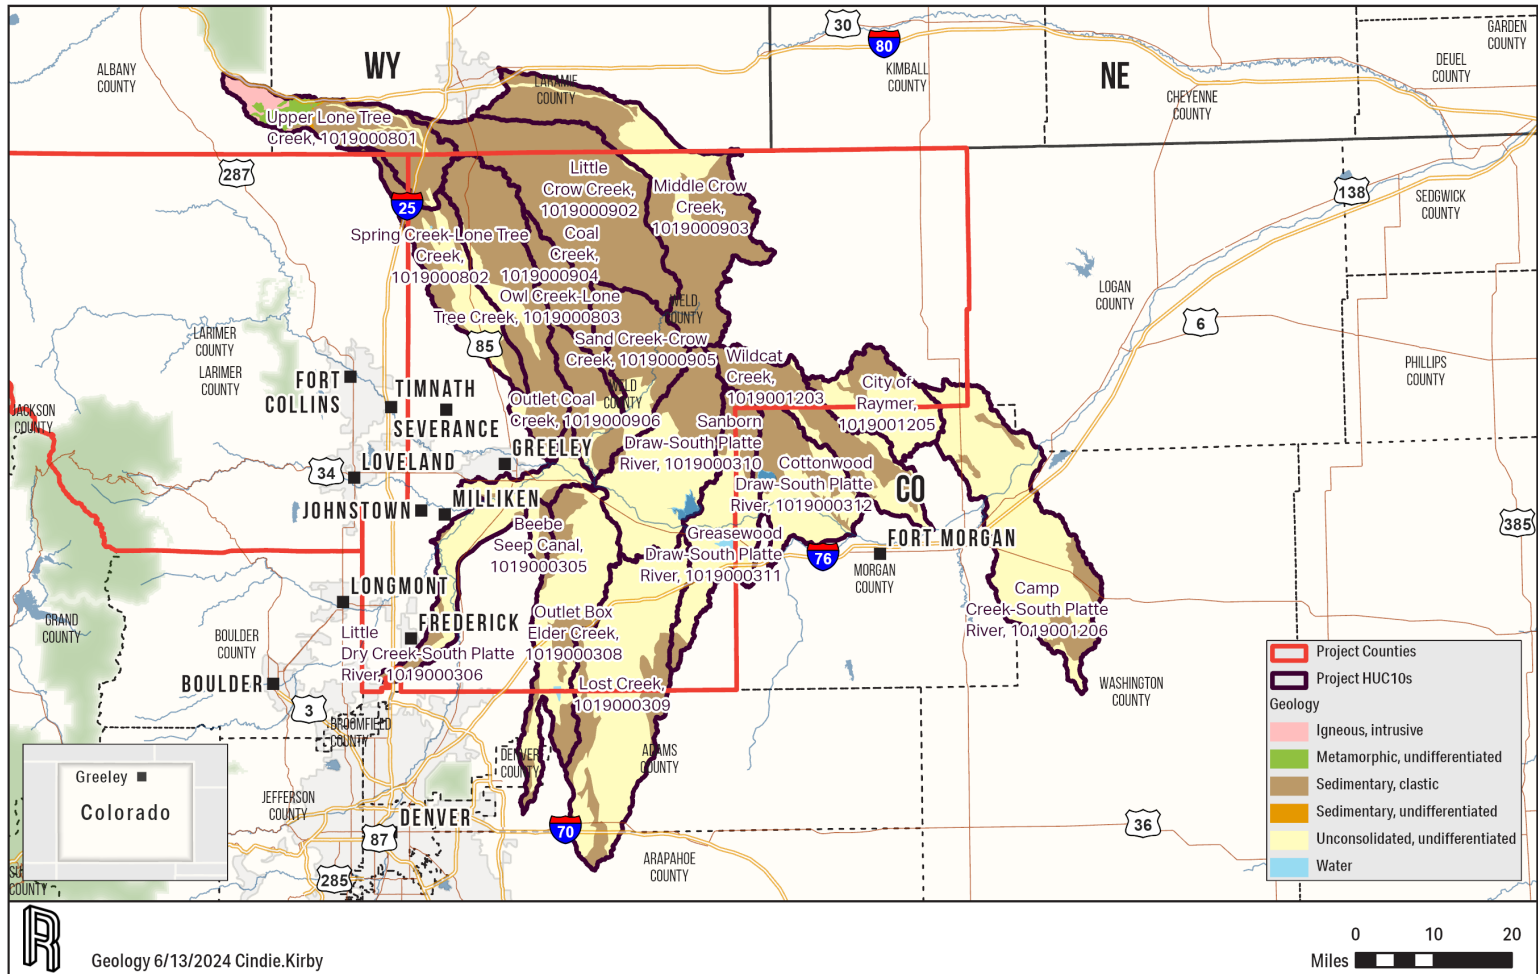 30
80
GARDEN
COUNTY
WY
ALBANY
COUNTY
LARAMIE
COUNTY
KIMBALL
COUNTY
NE
DEUEL
COUNTY
CHEYENNE
COUNTY
Upper Lone Tree
Creek, 1019000801
287
25
Little
Crow Creek,
1019000902
Middle Crow
Creek,
1019000903
138
SEDGWICK
COUNTY
Spring Creek-Lone Tree
Creek,
1019000802
Coal
Creek,
1019000904
Owl Creek-Lone
Tree Creek, 1019000803
WELD
COUNTY
LOGAN
COUNTY
6
LARIMER
COUNTY
LARIMER
COUNTY
85
Sand Creek-Crow
Creek, 1019000905
Wildcat
Creek,
1019001203
PHILLIPS
COUNTY
FORT
COLLINS
TIMNATH
SEVERANCE
WELD
COUNTY
City of
Raymer,
1019001205
JACKSON
COUNTY
Outlet Coal
Creek, 1019000906
Sanborn
Draw-South Platte
River, 1019000310
GREELEY
34
LOVELAND
Cottonwood
Draw-South Platte
River, 1019000312
CO
JOHNSTOWN
MILLIKEN
Beebe
Seep Canal,
1019000305
Greasewood
Draw-South Platte
River, 1019000311
76
FORT MORGAN
MORGAN
COUNTY
385
LONGMONT
GRAND
COUNTY
BOULDER
COUNTY
FREDERICK
Little
Dry Creek-South Platte
River, 1019000306
Outlet Box
Elder Creek,
1019000308
Camp
Creek-South Platte
River, 1019001206
BOULDER
3
Lost Creek,
1019000309
WASHINGTON
COUNTY
BROOMFIELD
COUNTY
DENVER
COUNTY
ADAMS
COUNTY
JEFFERSON
COUNTY
DENVER
87
70
36
ARAPAHOE
COUNTY
285
COUNTY
Greeley
Colorado
Project Counties
Project HUC10s
Geology
Igneous, intrusive
Metamorphic, undifferentiated
Sedimentary, clastic
Sedimentary, undifferentiated
Unconsolidated, undifferentiated
Water
R
Geology 6/13/2024 Cindie.Kirby
0 10 20
Miles